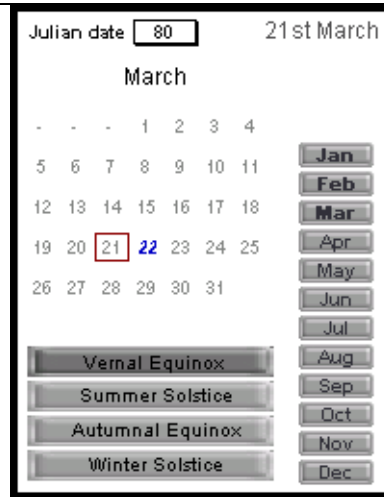 Julian date 80 21st March
March
- - - 1 2 3 4
5 6 7 8 9 10 11
12 13 14 15 16 17 18
19 20 21 22 23 24 25
26 27 28 29 30 31
Vernal Equinox
Summer Solstice
Autumnal Equinox
Winter Solstice
Jan
Feb
Mar
Apr
May
Jun
Jul
Aug
Sep
Oct
Nov
Dec